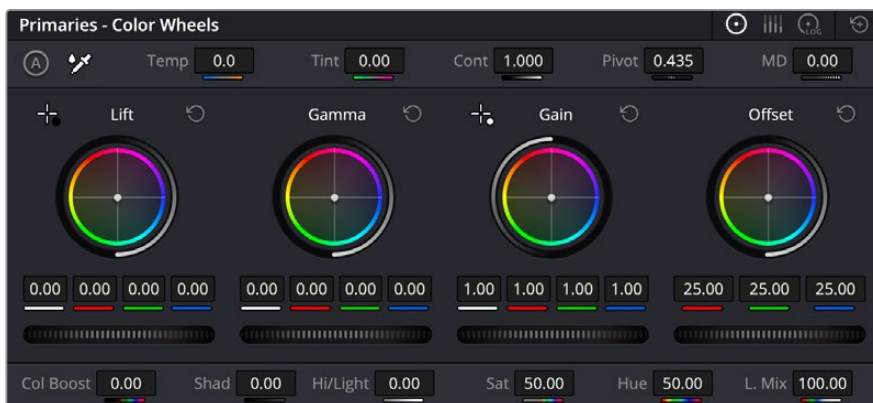 Primaries - Color Wheels
LOG
A Temp 0.0 Tint 0.00 Cont 1.000 Pivot 0.435 MD 0.00
Lift Gamma Gain Offset
0.00 0.00 0.00 0.00 0.00 0.00 0.00 0.00 1.00 1.00 1.00 1.00 25.00 25.00 25.00
Col Boost 0.00 Shad 0.00 Hi/Light 0.00 Sat 50.00 Hue 50.00 L. Mix 100.00